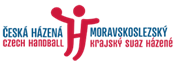 ČESKÁ HÁZENÁ
CZECH HANDBALL
MORAVSKOSLEZSKÝ
KRAJSKÝ SVAZ HÁZENÉ